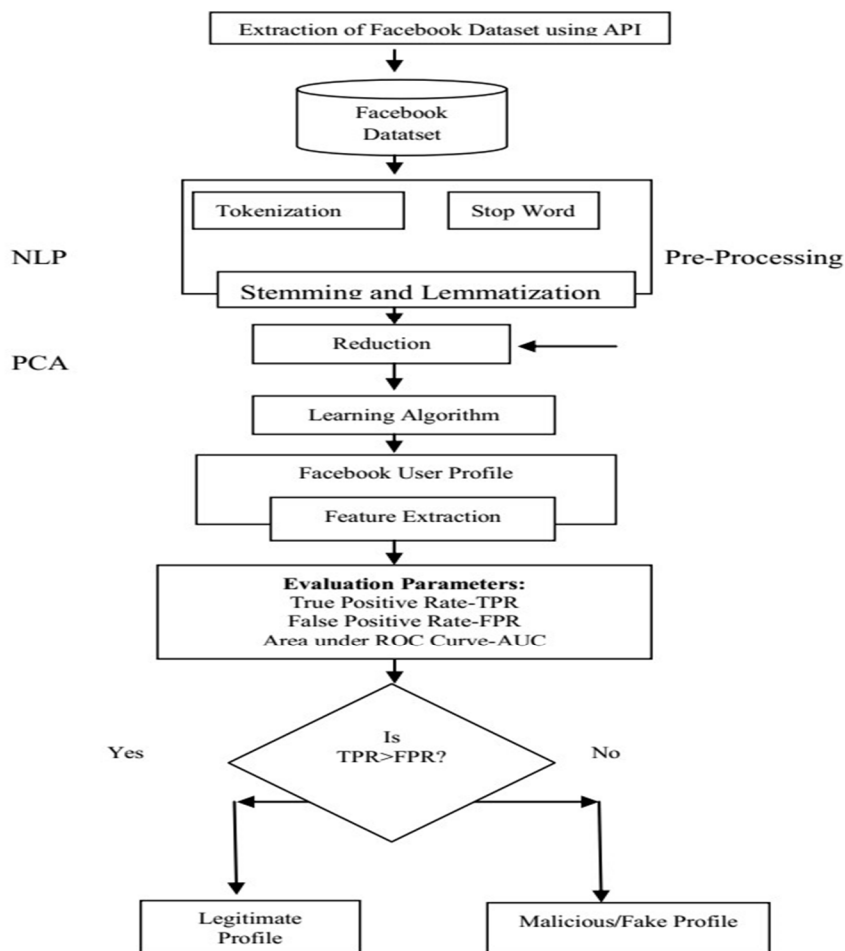 Extraction of Facebook Dataset using API
Facebook
Datatset
Tokenization
Stop Word
NLP
Pre-Processing
Stemming and Lemmatization
Reduction
PCA
Learning Algorithm
Facebook User Profile
Feature Extraction
Evaluation Parameters:
True Positive Rate-TPR
False Positive Rate-FPR
Area under ROC Curve-AUC
Is
TPR>FPR?
Yes
No
Legitimate
Profile
Malicious/Fake Profile